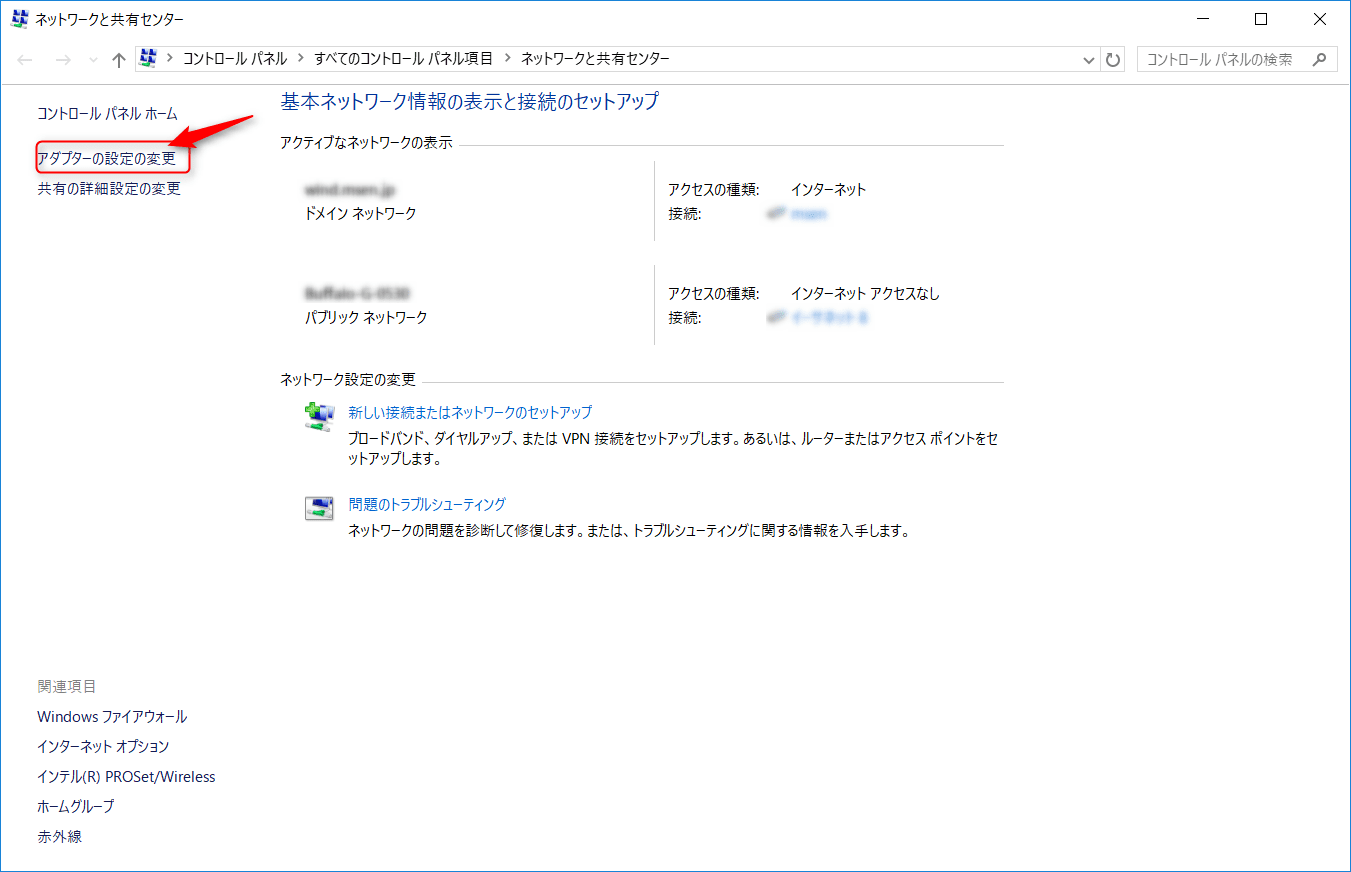 ネットワークと共有センター
コントロール パネル
すべてのコントロール パネル項目
ネットワークと共有センター
コントロール パネルの検索
コントロール パネル ホーム
アダプターの設定の変更
共有の詳細設定の変更
基本ネットワーク情報の表示と接続のセットアップ
アクティブなネットワークの表示
ドメイン ネットワーク
アクセスの種類: インターネット
接続:
パブリック ネットワーク
アクセスの種類: インターネット アクセスなし
接続:
ネットワーク設定の変更
新しい接続またはネットワークのセットアップ
ブロードバンド、ダイヤルアップ、または VPN 接続をセットアップします。あるいは、ルーターまたはアクセス ポイントをセ
ットアップします。
問題のトラブルシューティング
ネットワークの問題を診断して修復します。または、トラブルシューティングに関する情報を入手します。
関連項目
Windows ファイアウォール
インターネット オプション
インテル(R) PROSet/Wireless
ホームグループ
赤外線